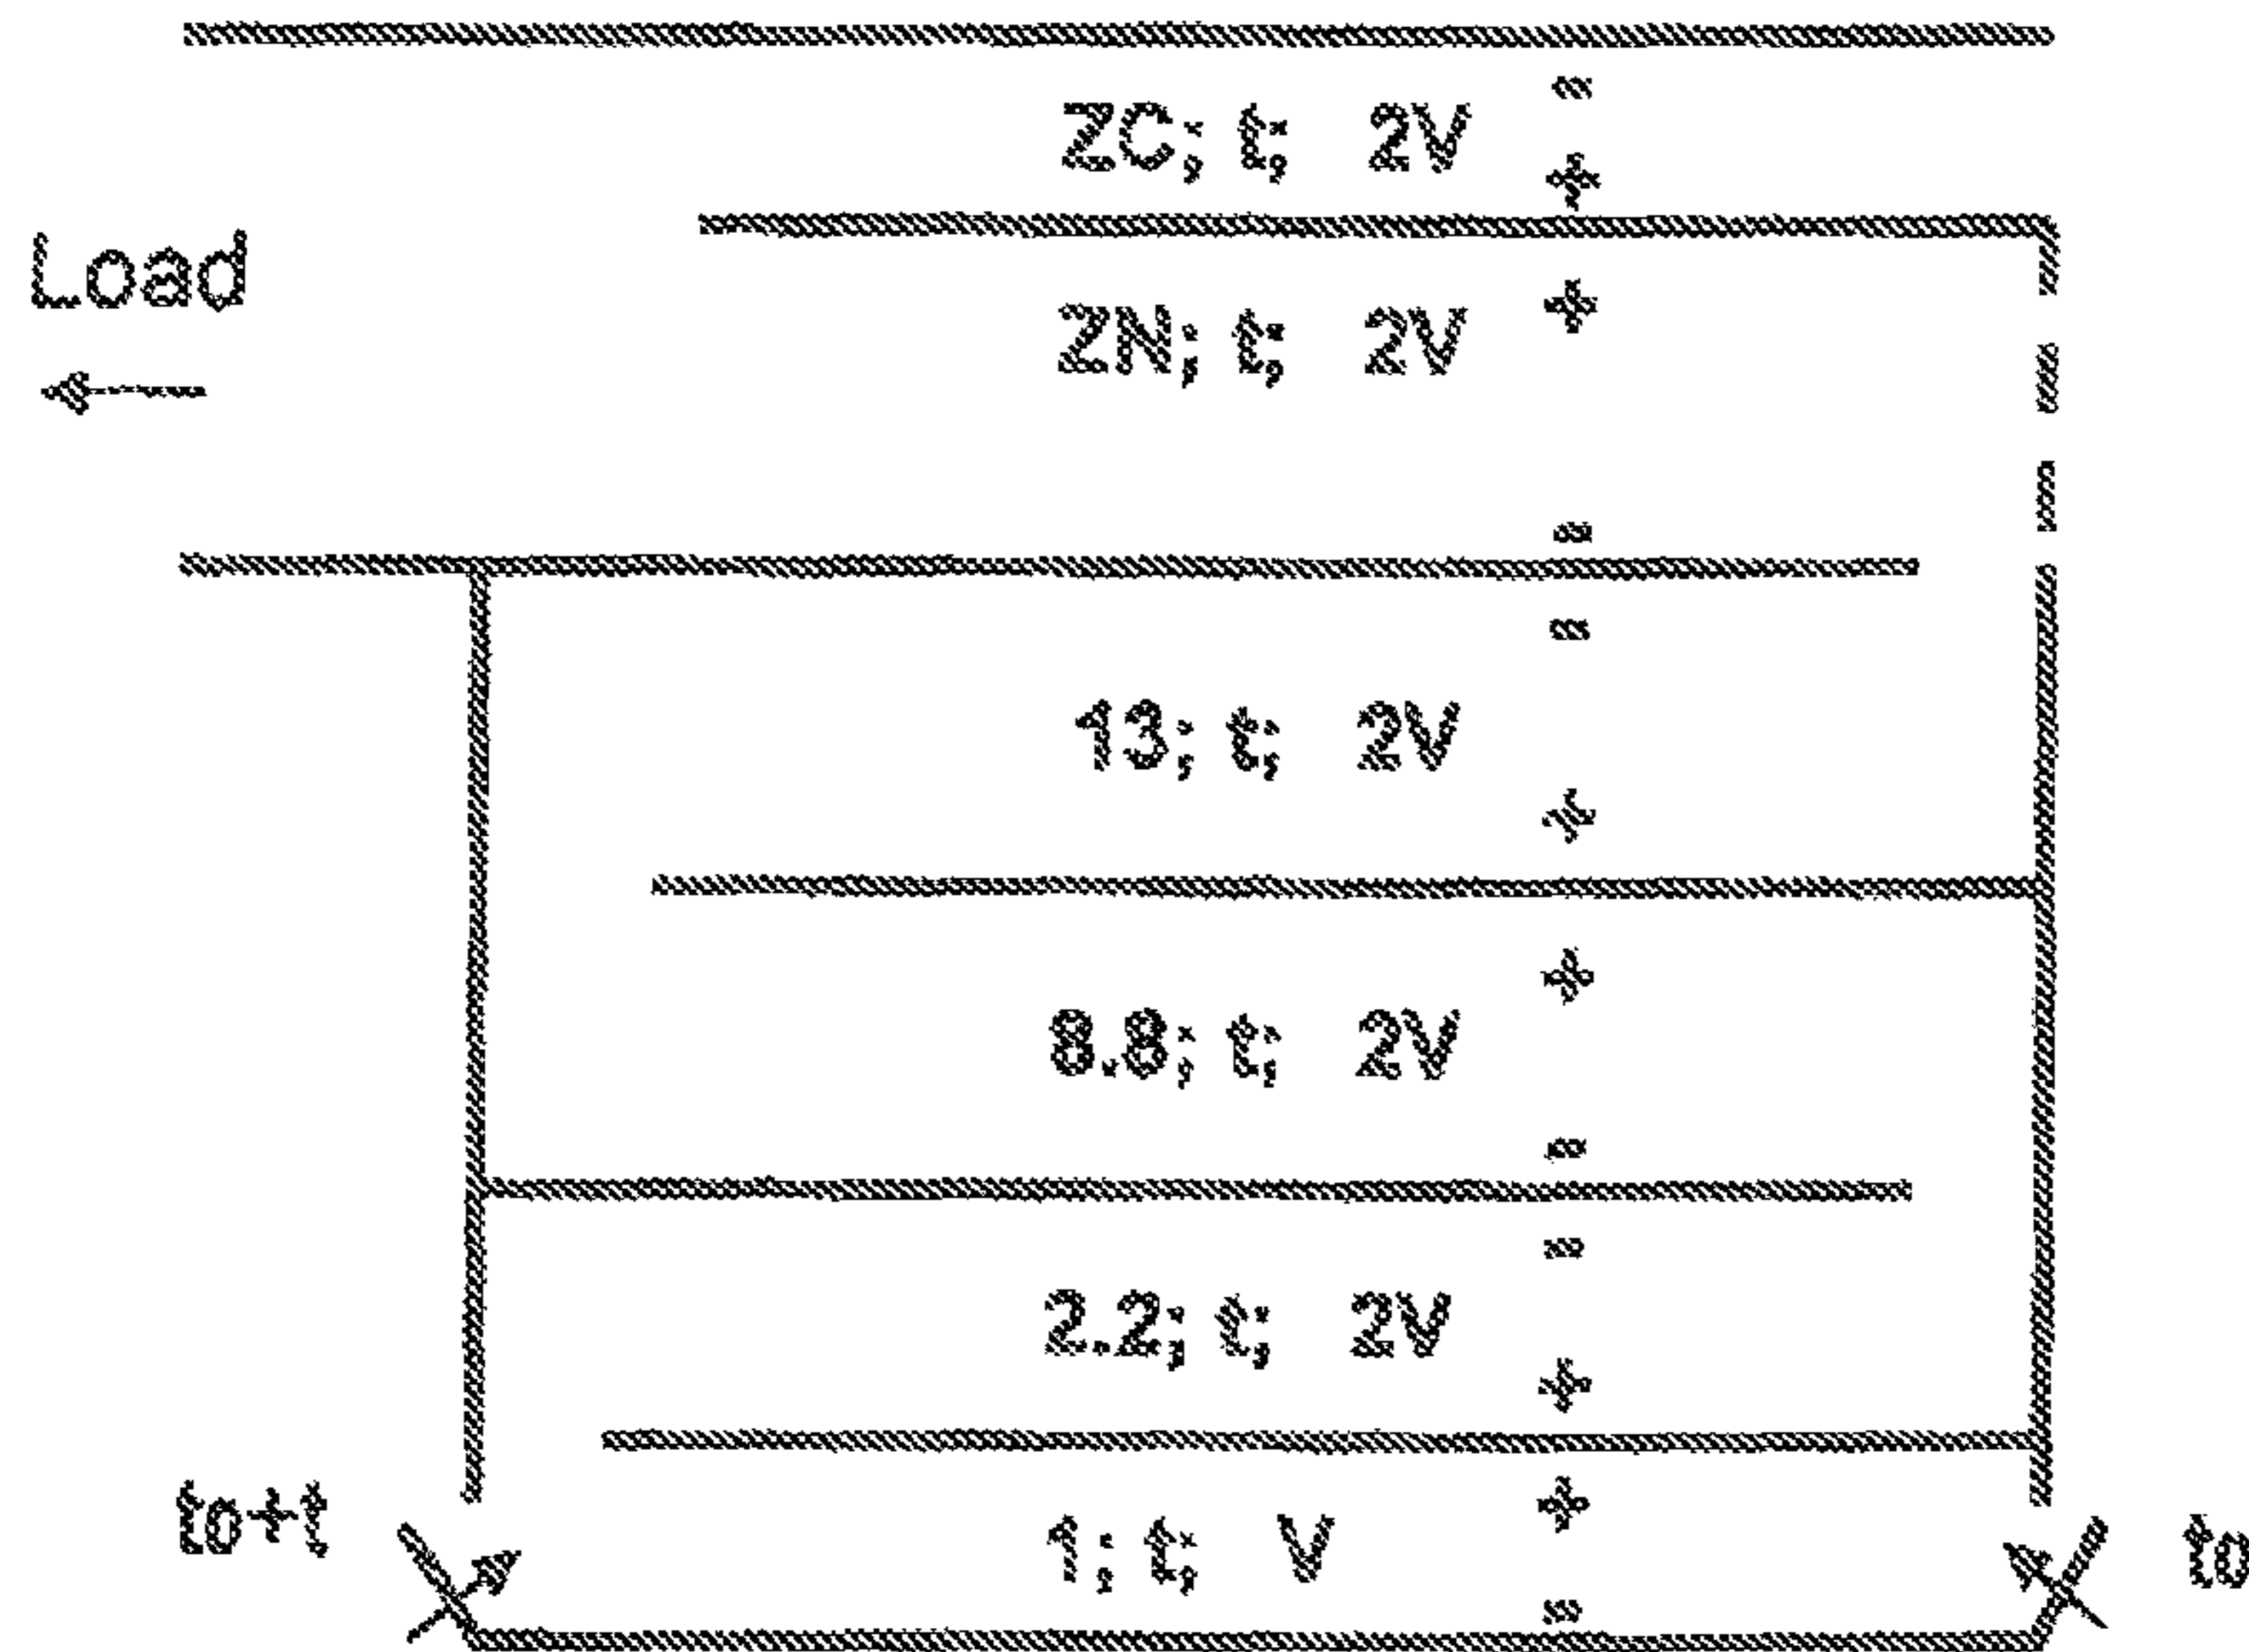 ZC; t; 2V
Load
ZN; t; 2V
13; t; 2V
8.8; t; 2V
2.2; t; 2V
to+t
1; t; V
to